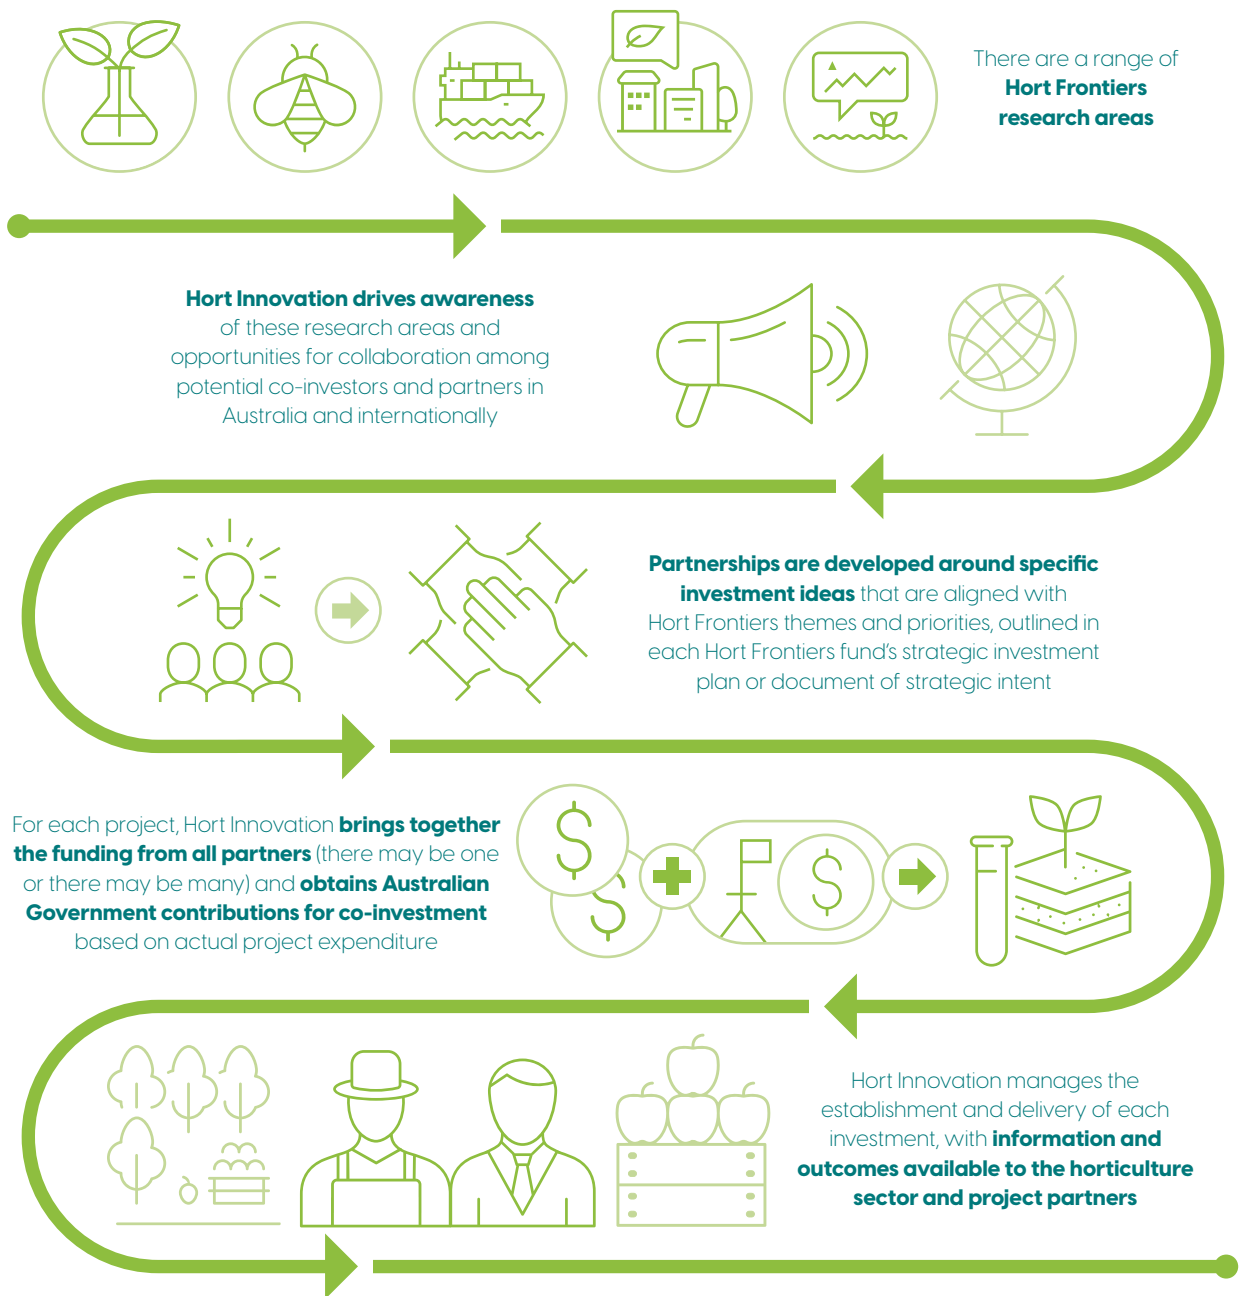 There are a range of
Hort Frontiers
research areas
Hort Innovation drives awareness
of these research areas and
opportunities for collaboration among
potential co-investors and partners in
Australia and internationally
Partnerships are developed around specific
investment ideas that are aligned with
Hort Frontiers themes and priorities, outlined in
each Hort Frontiers fund's strategic investment
plan or document of strategic intent
For each project, Hort Innovation brings together
the funding from all partners (there may be one
or there may be many) and obtains Australian
Government contributions for co-investment
based on actual project expenditure
$
$
$
Hort Innovation manages the
establishment and delivery of each
investment, with information and
outcomes available to the horticulture
sector and project partners